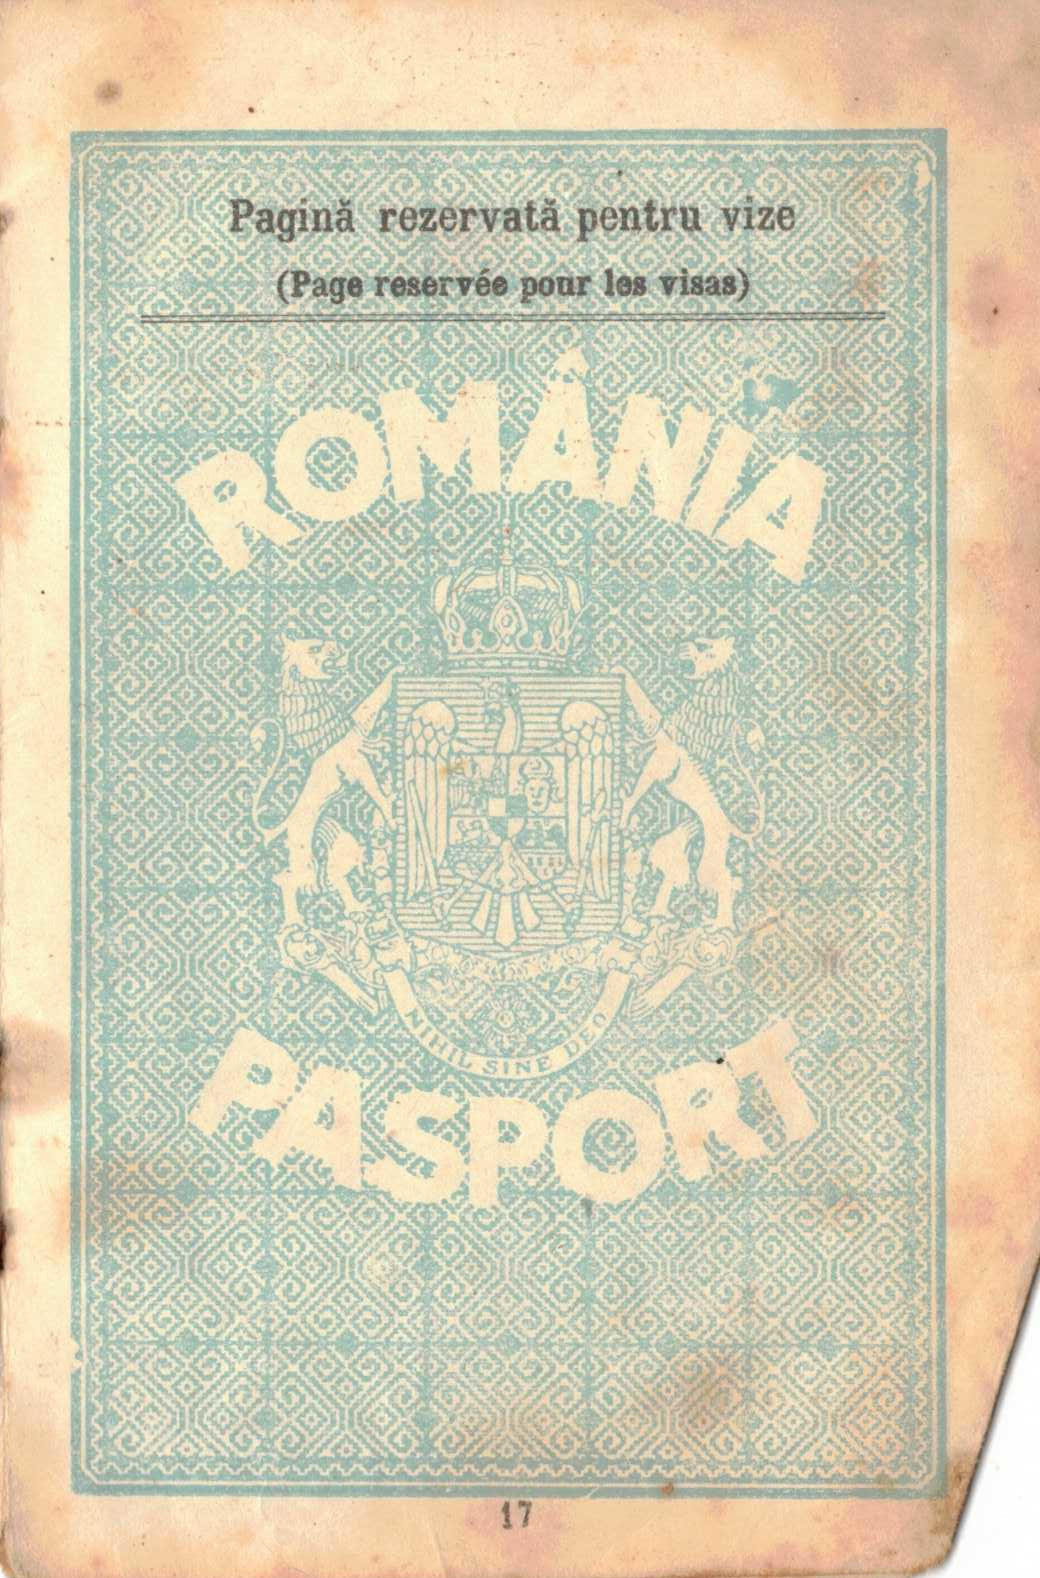 Pagină rezervată pentru vize
(Page reservée pour les visas)
ROMÂNIA
NIHIL SINE DEO
PASPORT
17